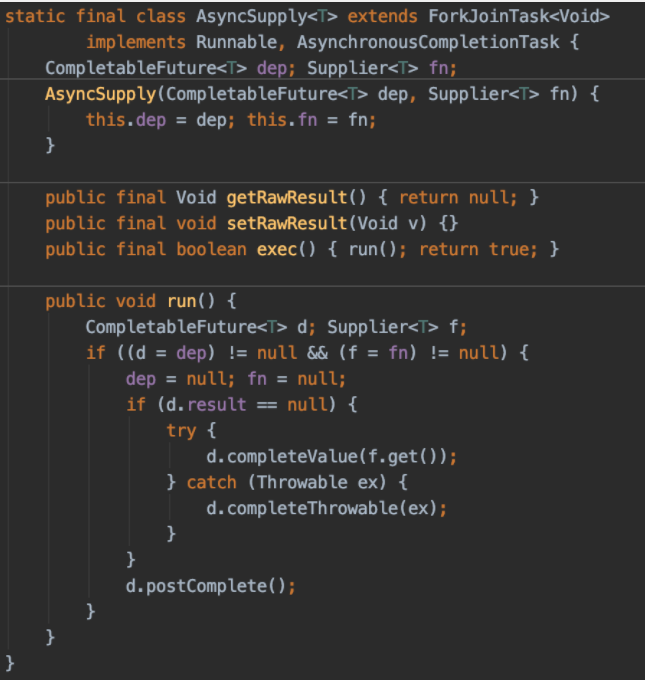 static final class AsyncSupply<T> extends ForkJoinTask<Void>
        implements Runnable, AsynchronousCompletionTask {
    CompletableFuture<T> dep; Supplier<T> fn;
    AsyncSupply(CompletableFuture<T> dep, Supplier<T> fn) {
        this.dep = dep; this.fn = fn;
    }

    public final Void getRawResult() { return null; }
    public final void setRawResult(Void v) {}
    public final boolean exec() { run(); return true; }

    public void run() {
        CompletableFuture<T> d; Supplier<T> f;
        if ((d = dep) != null && (f = fn) != null) {
            dep = null; fn = null;
            if (d.result == null) {
                try {
                    d.completeValue(f.get());
                } catch (Throwable ex) {
                    d.completeThrowable(ex);
                }
            }
            d.postComplete();
        }
    }
}